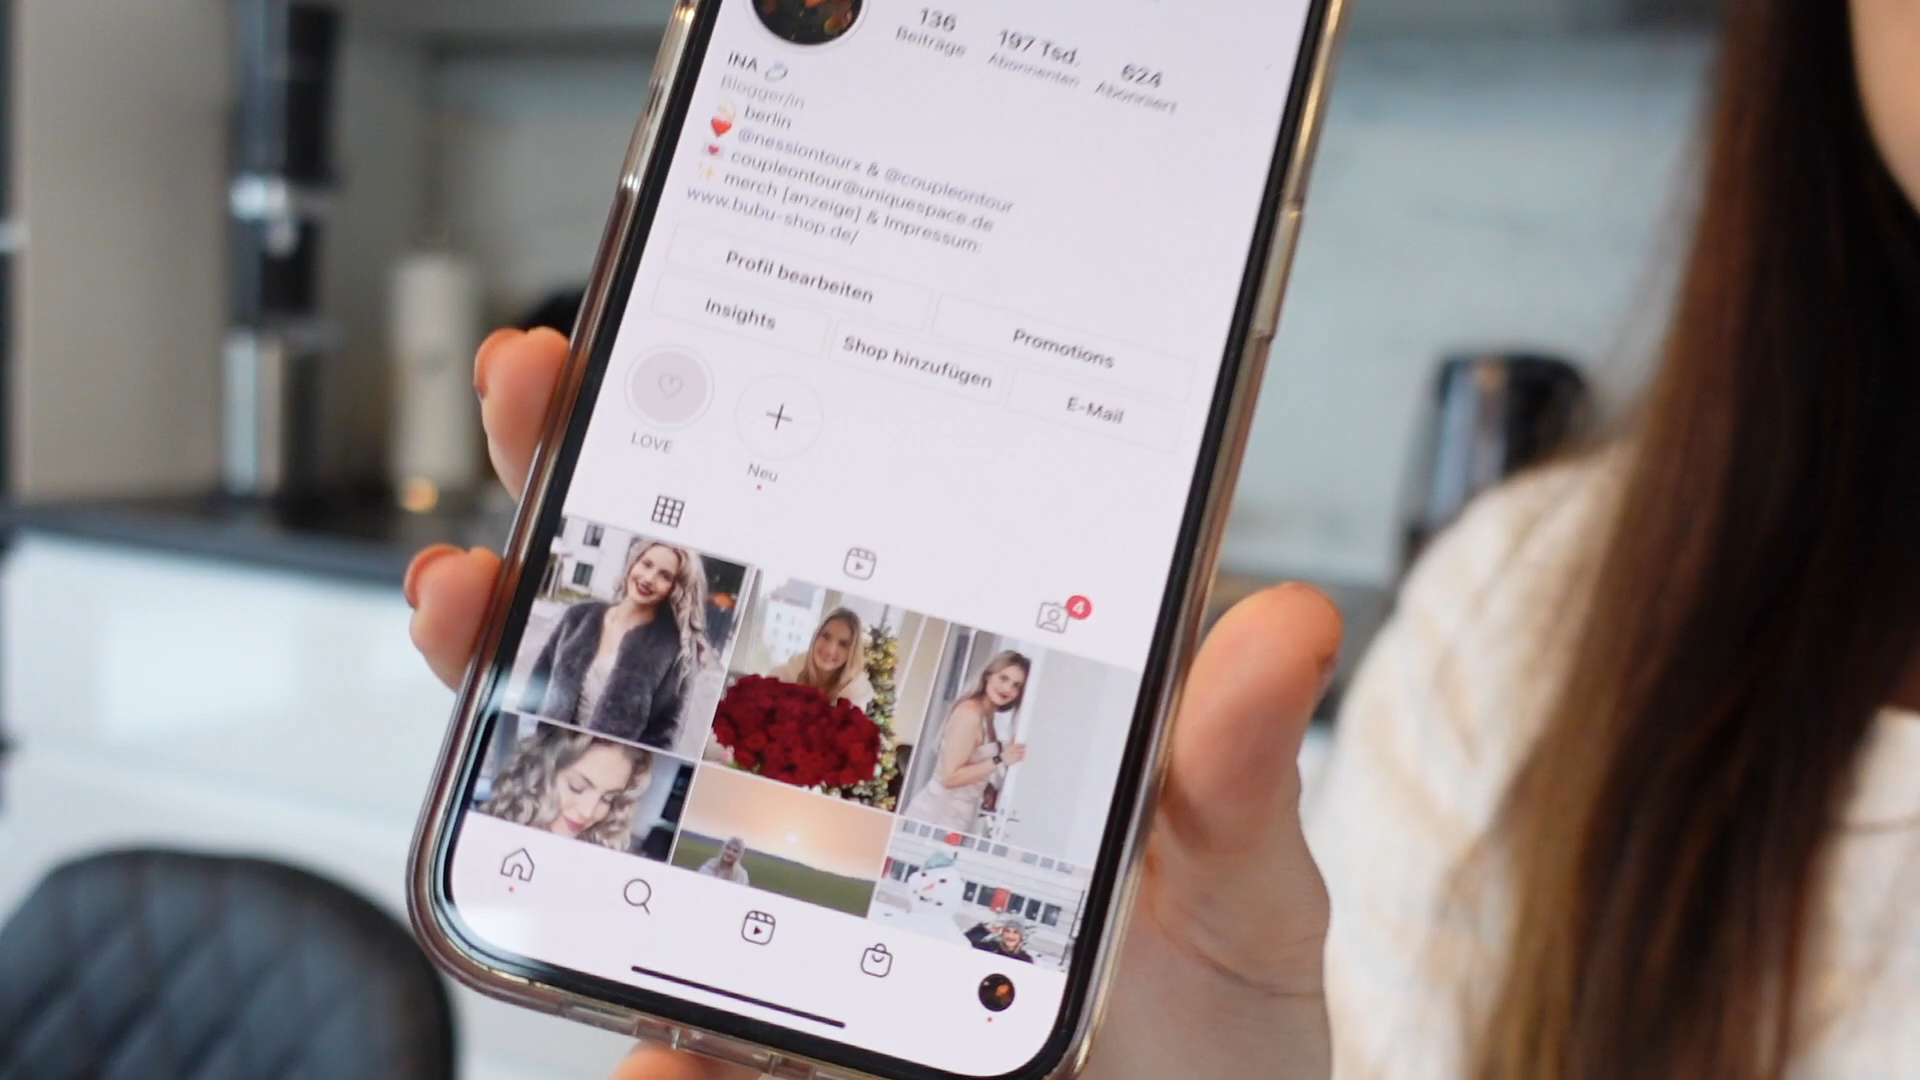 136
Beiträge
197 Tsd.
Abonnenten
624
Abonniert
INA
Blogger/in
berlin
@nessiontourx & @coupleontour
coupleontour@uniquespace.de
merch [anzeige] & Impressum:
www.bubu-shop.de/
Profil bearbeiten
Promotions
Insights
Shop hinzufügen
E-Mail
LOVE
Neu
4